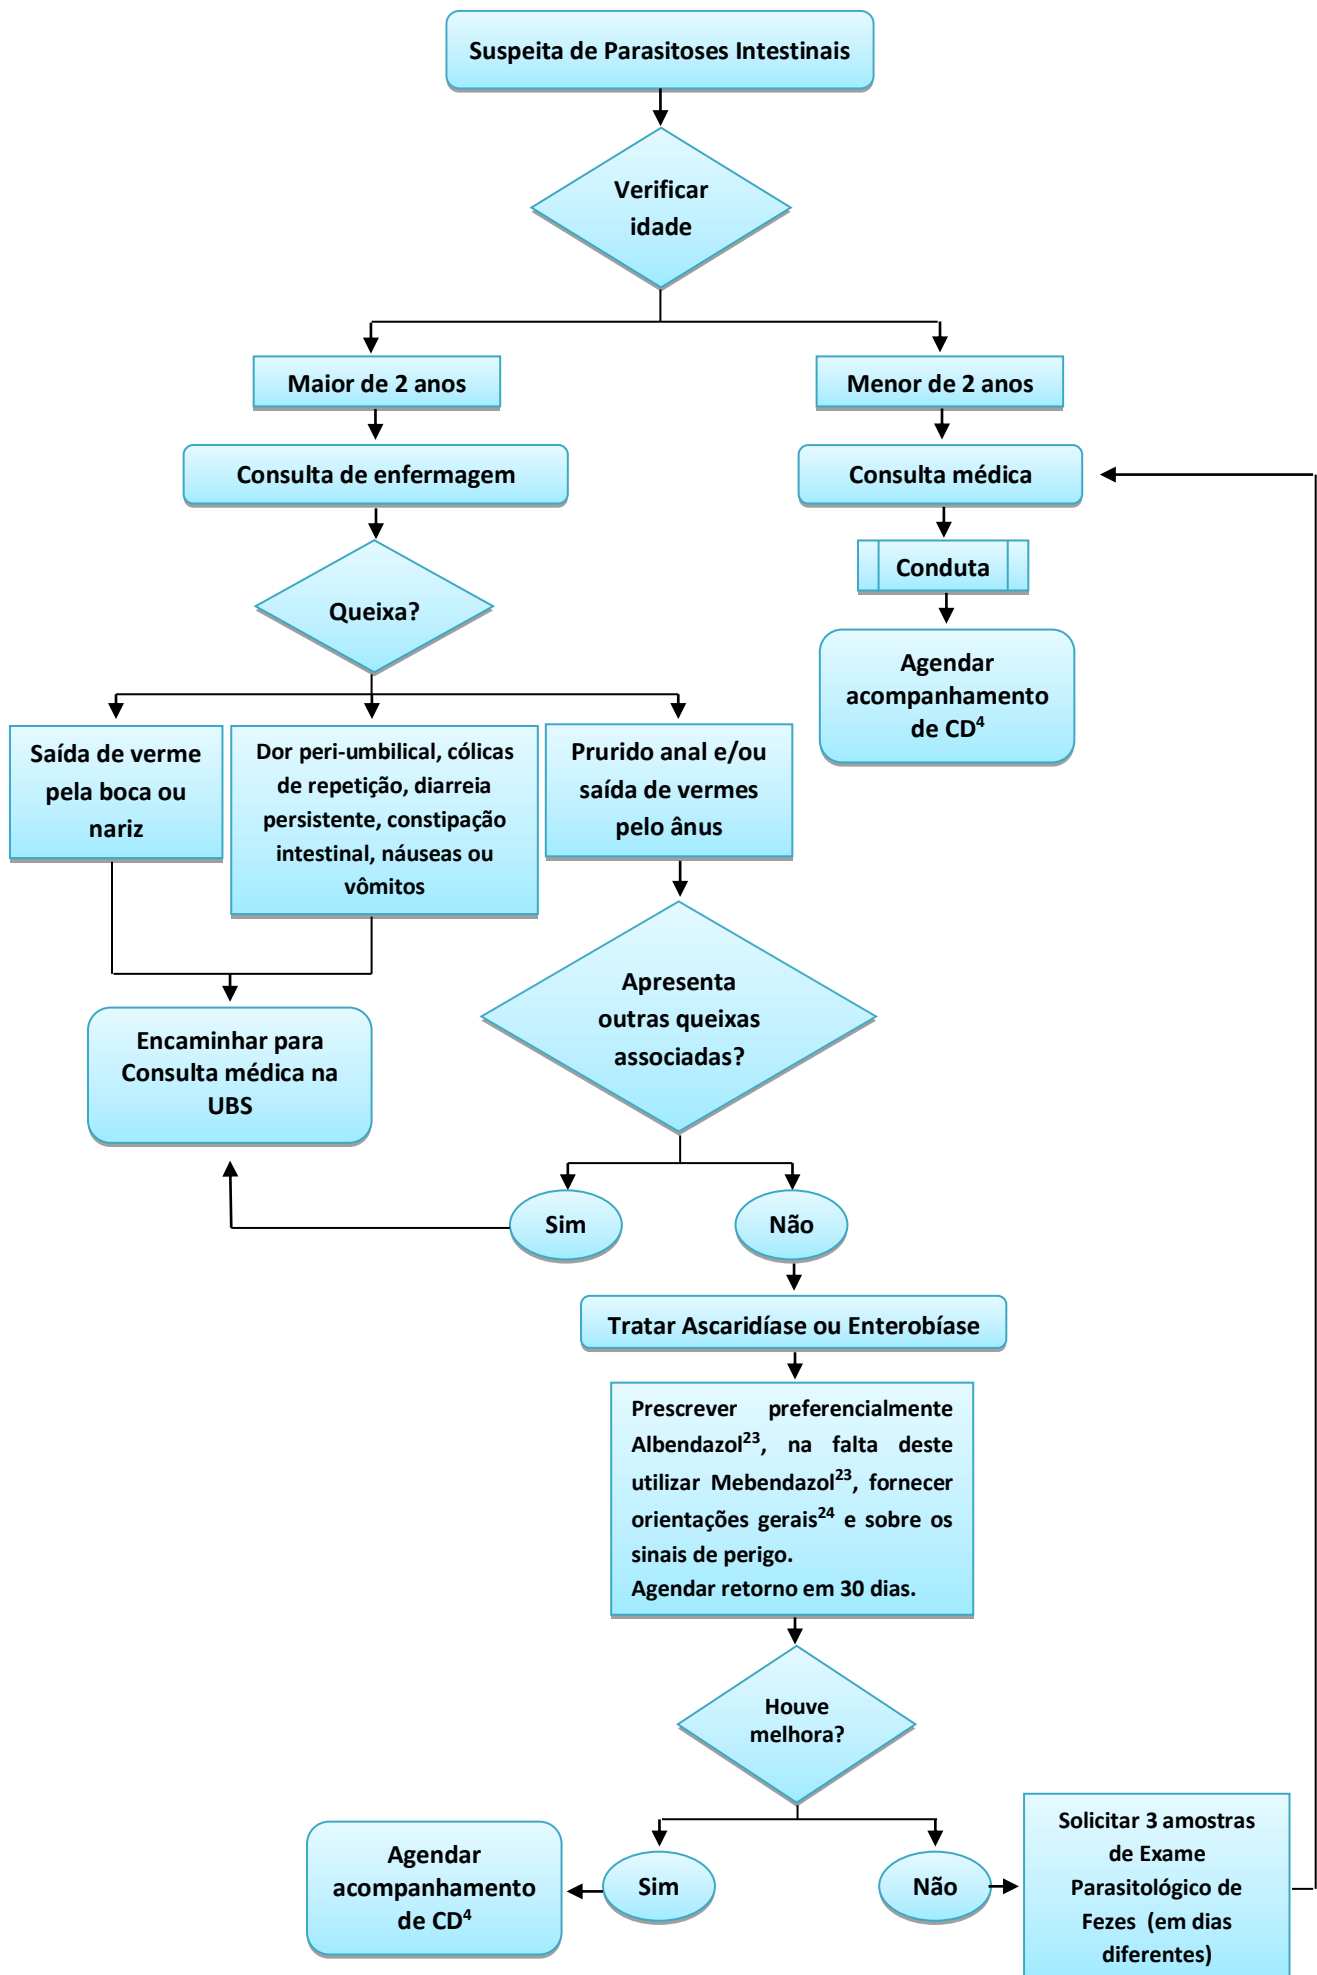 Suspeita de Parasitoses Intestinais
Verificar
idade
Maior de 2 anos
Menor de 2 anos
Consulta de enfermagem
Consulta médica
Conduta
Queixa?
Agendar
acompanhamento
de CD⁴
Saída de verme
pela boca ou
nariz
Dor peri-umbilical, cólicas
de repetição, diarreia
persistente, constipação
intestinal, náuseas ou
vômitos
Prurido anal e/ou
saída de vermes
pelo ânus
Apresenta
outras queixas
associadas?
Encaminhar para
Consulta médica na
UBS
Sim
Não
Tratar Ascaridíase ou Enterobíase
Prescrever preferencialmente
Albendazol²³, na falta deste
utilizar Mebendazol²³, fornecer
orientações gerais²⁴ e sobre os
sinais de perigo.
Agendar retorno em 30 dias.
Houve
melhora?
Agendar
acompanhamento
de CD⁴
Sim
Não
Solicitar 3 amostras
de Exame
Parasitológico de
Fezes (em dias
diferentes)